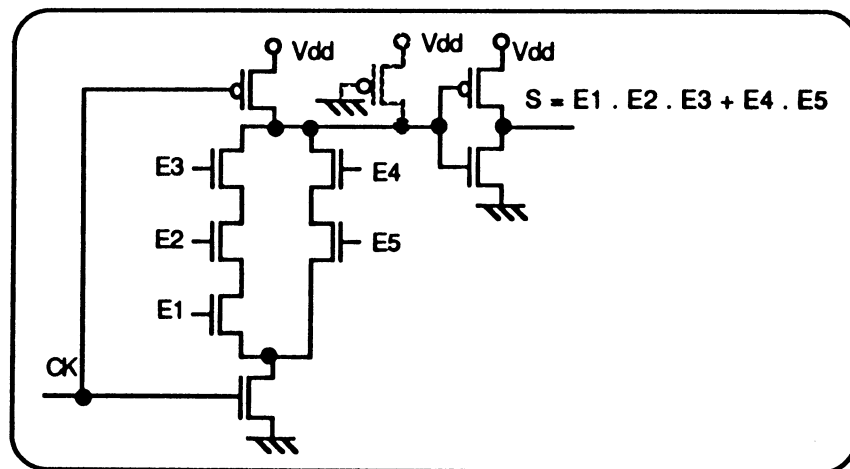 Vdd
Vdd
Vdd
S = E1 . E2 . E3 + E4 . E5
E3
E4
E2
E5
E1
CK